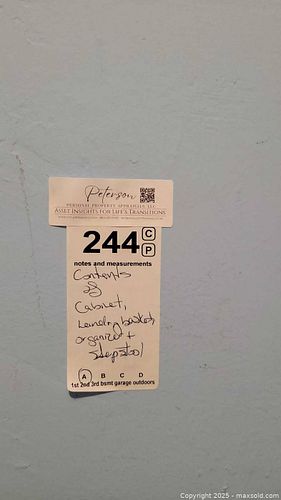 Peterson
PERSONAL PROPERTY APPRAISALS, LLC
ASSET INSIGHTS FOR LIFE'S TRANSITIONS
244 C
P
notes and measurements
Contents
of
Cabinet,
Laundry basket,
organizer +
Stepstool
A B C D
1st 2nd 3rd bsmt garage outdoors
Copyright 2025 - maxsold.com